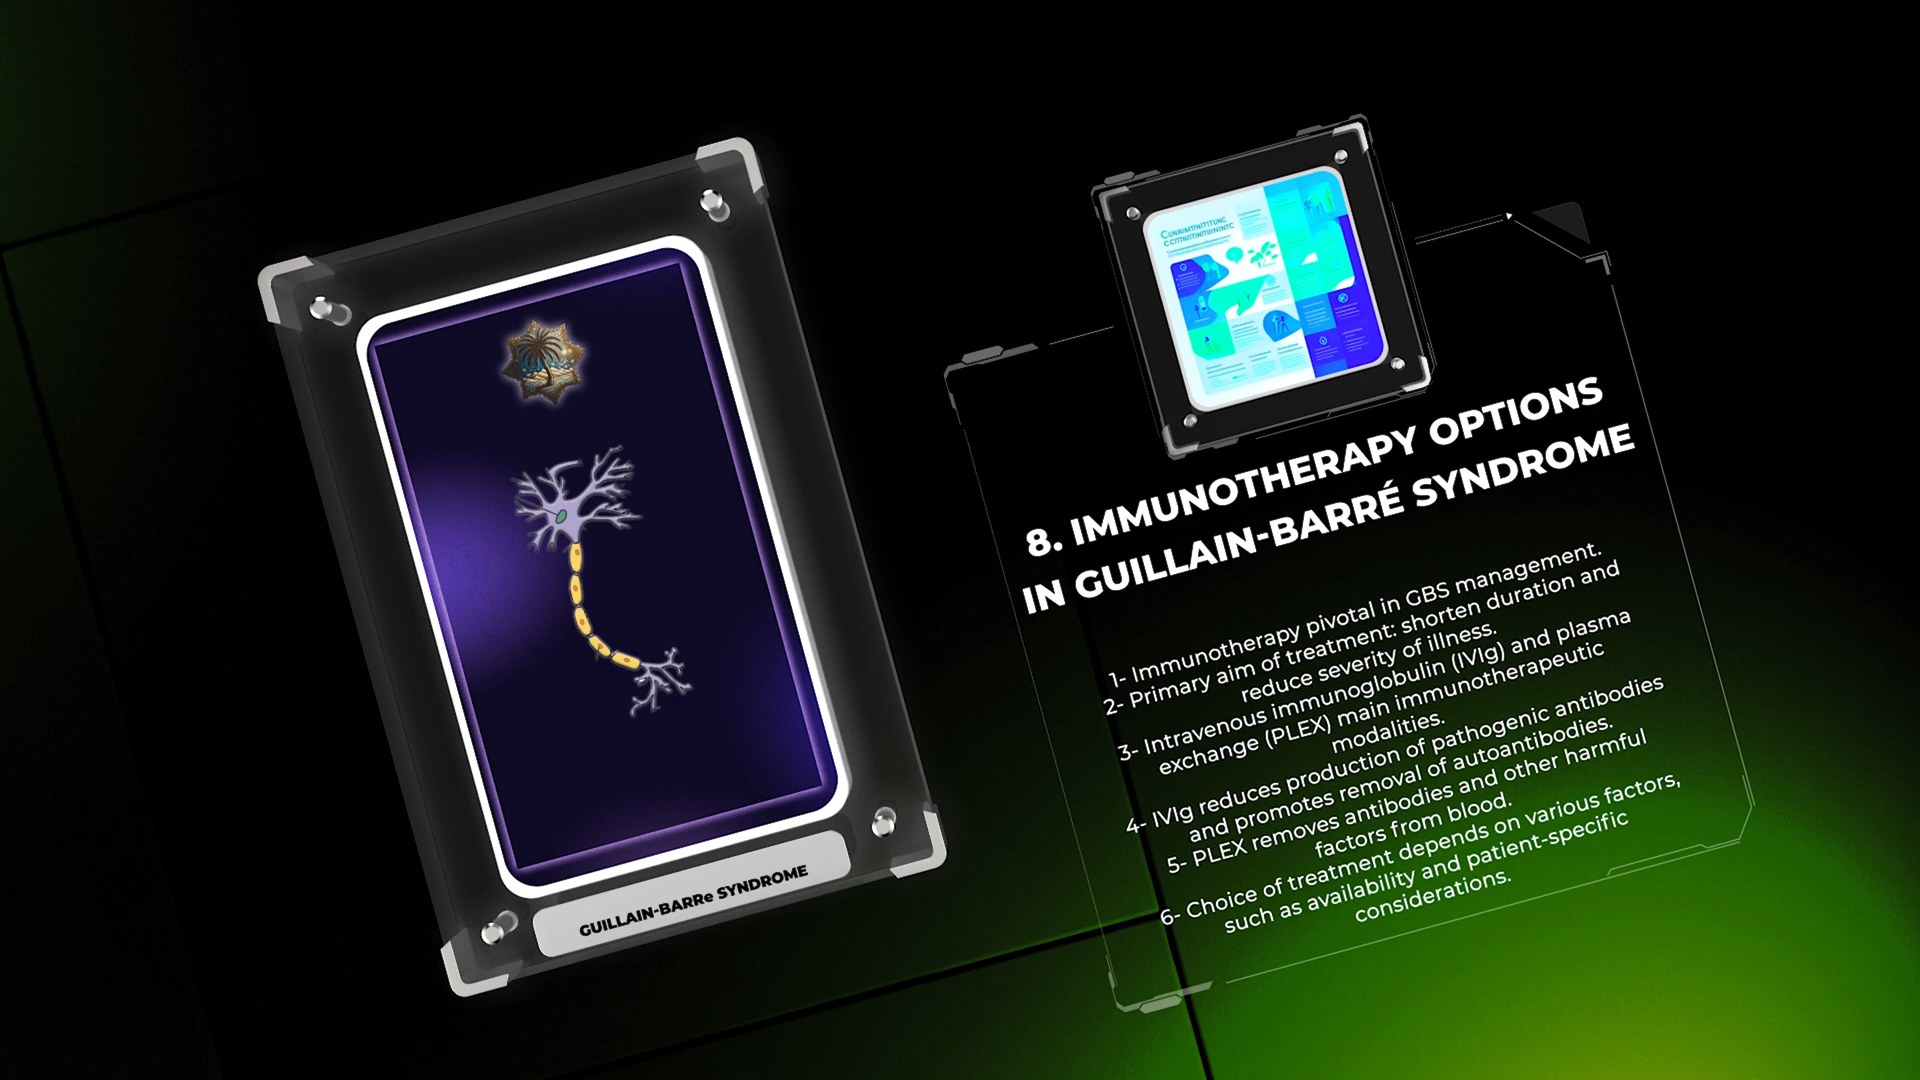 GUILLAIN-BARRe SYNDROME
8. IMMUNOTHERAPY OPTIONS
IN GUILLAIN-BARRÉ SYNDROME
1- Immunotherapy pivotal in GBS management.
2- Primary aim of treatment: shorten duration and
reduce severity of illness.
3- Intravenous immunoglobulin (IVIg) and plasma
exchange (PLEX) main immunotherapeutic
modalities.
4- IVIg reduces production of pathogenic antibodies
and promotes removal of autoantibodies.
5- PLEX removes antibodies and other harmful
factors from blood.
6- Choice of treatment depends on various factors,
such as availability and patient-specific
considerations.